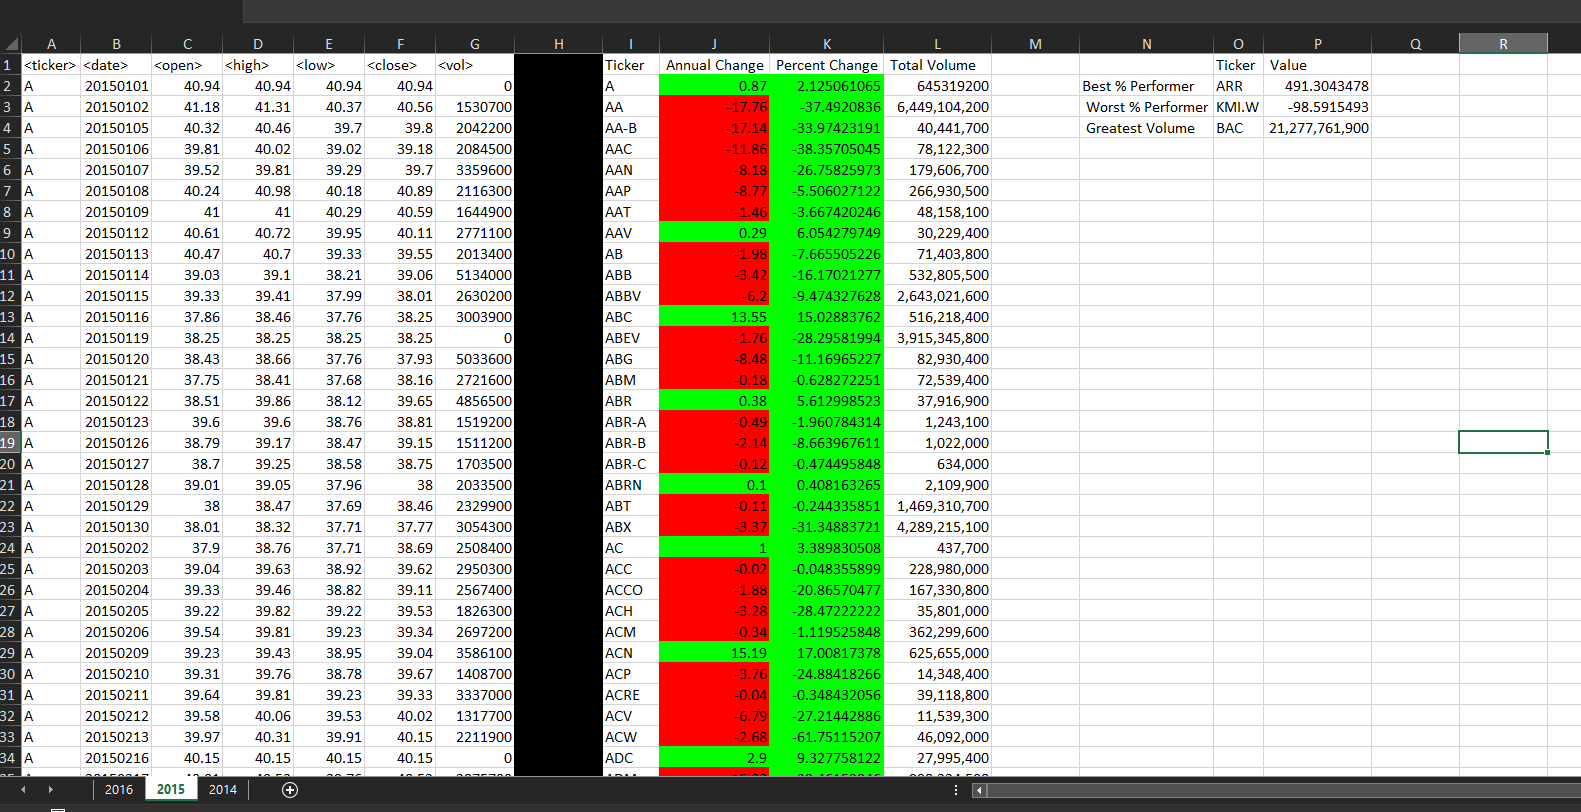 A B C D E F G H I J K L M N O P Q R
1 <ticker> <date> <open> <high> <low> <close> <vol> Ticker Annual Change Percent Change Total Volume Ticker Value
2 A 20150101 40.94 40.94 40.94 40.94 0 A 0.87 2.125061065 645319200 Best % Performer ARR 491.3043478
3 A 20150102 41.18 41.31 40.37 40.56 1530700 AA -17.76 -37.4920836 6,449,104,200 Worst % Performer KMI.W -98.5915493
4 A 20150105 40.32 40.46 39.7 39.8 2042200 AA-B -17.14 -33.97423191 40,441,700 Greatest Volume BAC 21,277,761,900
5 A 20150106 39.81 40.02 39.02 39.18 2084500 AAC -11.86 -38.35705045 78,122,300
6 A 20150107 39.52 39.81 39.29 39.7 3359600 AAN -8.18 -26.75825973 179,606,700
7 A 20150108 40.24 40.98 40.18 40.89 2116300 AAP -8.77 -5.506027122 266,930,500
8 A 20150109 41 41 40.29 40.59 1644900 AAT -1.46 -3.667420246 48,158,100
9 A 20150112 40.61 40.72 39.95 40.11 2771100 AAV 0.29 6.054279749 30,229,400
10 A 20150113 40.47 40.7 39.33 39.55 2013400 AB -1.98 -7.665505226 71,403,800
11 A 20150114 39.03 39.1 38.21 39.06 5134000 ABB -3.42 -16.17021277 532,805,500
12 A 20150115 39.33 39.41 37.99 38.01 2630200 ABBV -6.2 -9.474327628 2,643,021,600
13 A 20150116 37.86 38.46 37.76 38.25 3003900 ABC 13.55 15.02883762 516,218,400
14 A 20150119 38.25 38.25 38.25 38.25 0 ABEV -1.76 -28.29581994 3,915,345,800
15 A 20150120 38.43 38.66 37.76 37.93 5033600 ABG -8.48 -11.16965227 82,930,400
16 A 20150121 37.75 38.41 37.68 38.16 2721600 ABM -0.18 -0.628272251 72,539,400
17 A 20150122 38.51 39.86 38.12 39.65 4856500 ABR 0.38 5.612998523 37,916,900
18 A 20150123 39.6 39.6 38.76 38.81 1519200 ABR-A -0.49 -1.960784314 1,243,100
19 A 20150126 38.79 39.17 38.47 39.15 1511200 ABR-B -2.14 -8.663967611 1,022,000
20 A 20150127 38.7 39.25 38.58 38.75 1703500 ABR-C -0.12 -0.474495848 634,000
21 A 20150128 39.01 39.05 37.96 38 2033500 ABRN 0.1 0.408163265 2,109,900
22 A 20150129 38 38.47 37.69 38.46 2329900 ABT -0.11 -0.244335851 1,469,310,700
23 A 20150130 38.01 38.32 37.71 37.77 3054300 ABX -3.37 -31.34883721 4,289,215,100
24 A 20150202 37.9 38.76 37.71 38.69 2508400 AC 1 3.389830508 437,700
25 A 20150203 39.04 39.63 38.92 39.62 2950300 ACC -0.02 -0.048355899 228,980,000
26 A 20150204 39.33 39.46 38.82 39.11 2567400 ACCO -1.88 -20.86570477 167,330,800
27 A 20150205 39.22 39.82 39.22 39.53 1826300 ACH -3.28 -28.47222222 35,801,000
28 A 20150206 39.54 39.81 39.23 39.34 2697200 ACM -0.34 -1.119525848 362,299,600
29 A 20150209 39.23 39.43 38.95 39.04 3586100 ACN 15.19 17.00817378 625,655,000
30 A 20150210 39.31 39.76 38.78 39.67 1408700 ACP -3.76 -24.88418266 14,348,400
31 A 20150211 39.64 39.81 39.23 39.33 3337000 ACRE -0.04 -0.348432056 39,118,800
32 A 20150212 39.58 40.06 39.53 40.02 1317700 ACV -6.79 -27.21442886 11,539,300
33 A 20150213 39.97 40.31 39.91 40.15 2211900 ACW -2.68 -61.75115207 46,092,000
34 A 20150216 40.15 40.15 40.15 40.15 0 ADC 2.9 9.327758122 27,995,400
2016 2015 2014